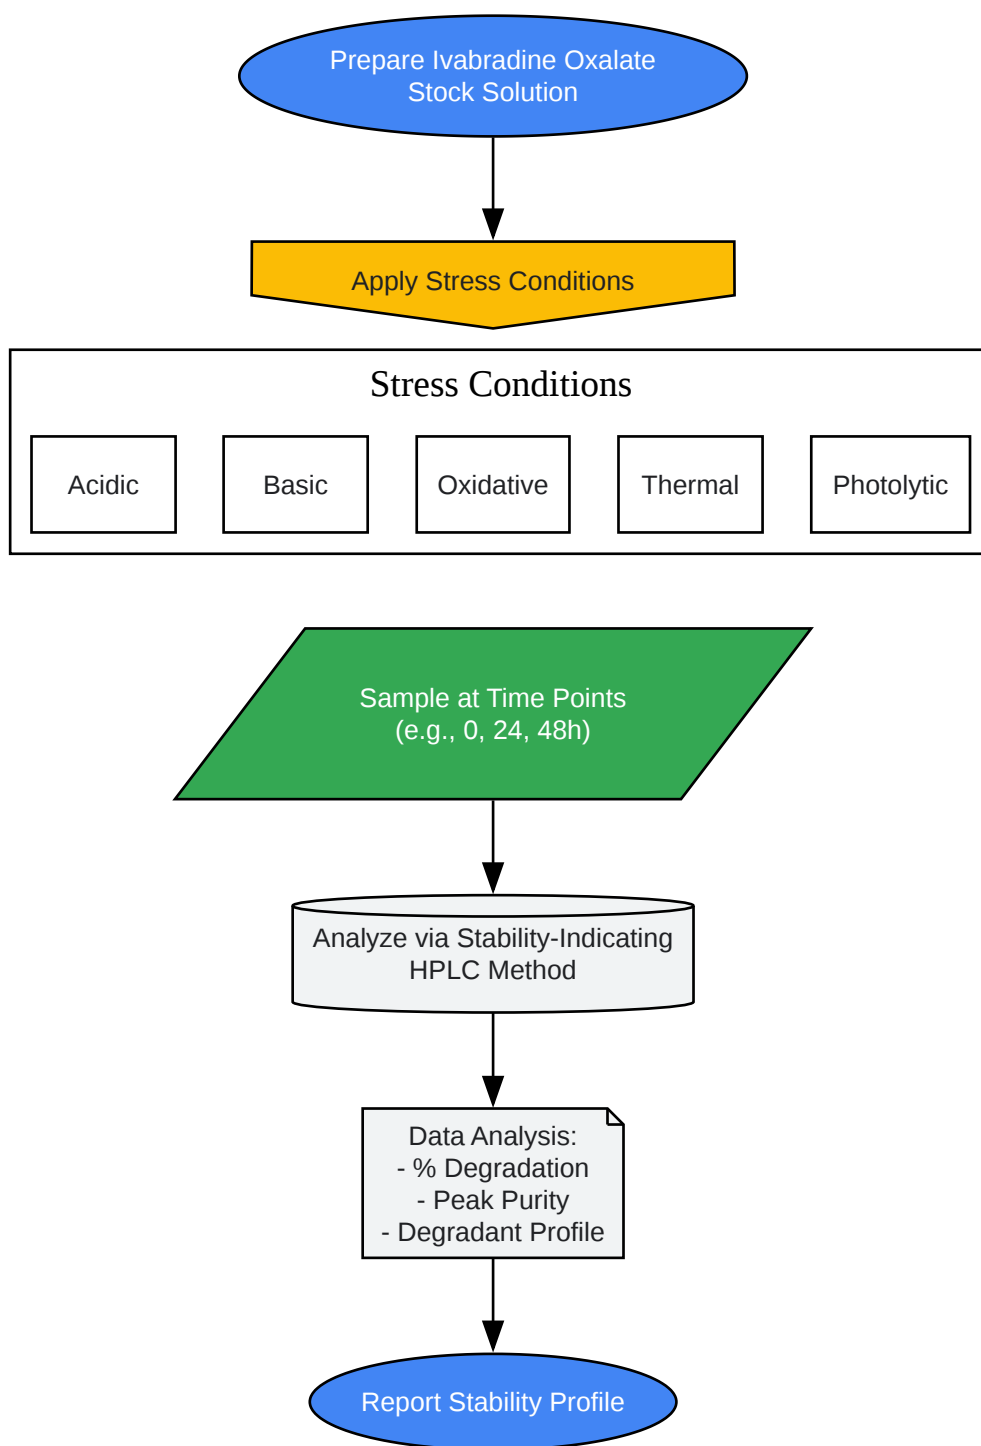 Prepare Ivabradine Oxalate
Stock Solution
Apply Stress Conditions
Stress Conditions
Acidic
Basic
Oxidative
Thermal
Photolytic
Sample at Time Points
(e.g., 0, 24, 48h)
Analyze via Stability-Indicating
HPLC Method
Data Analysis:
- % Degradation
- Peak Purity
- Degradant Profile
Report Stability Profile